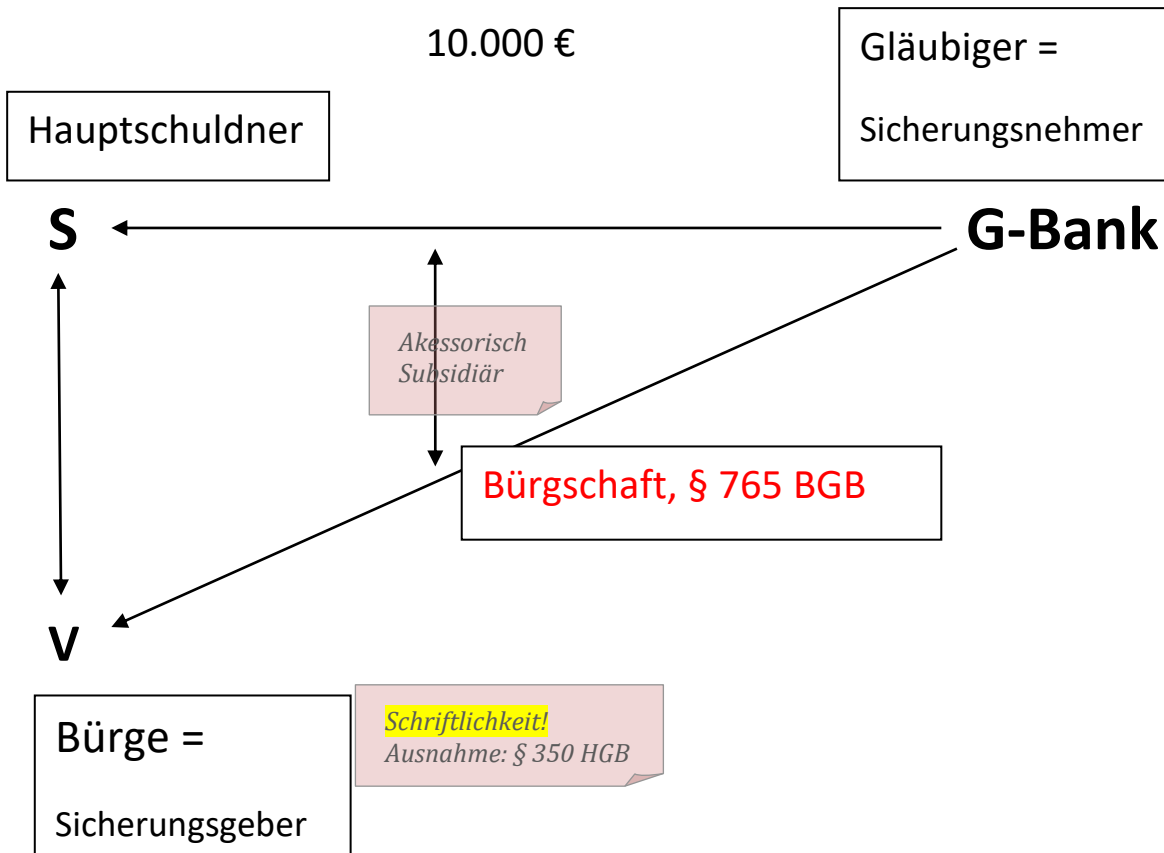 10.000 €
Gläubiger =
Sicherungsnehmer
Hauptschuldner
S
G-Bank
Akessorisch
Subsidiär
Bürgschaft, § 765 BGB
V
Bürge =
Sicherungsgeber
Schriftlichkeit!
Ausnahme: § 350 HGB